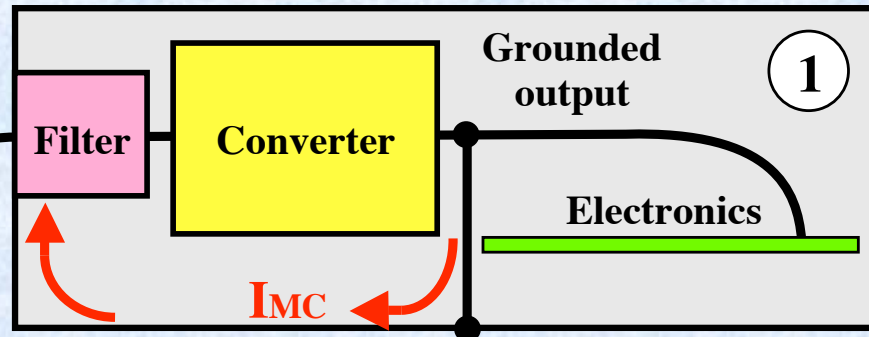 Grounded
output
1
Filter
Converter
Electronics
IMC